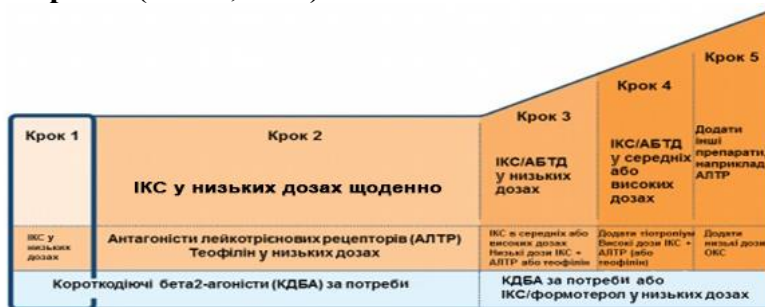 Крок 1
ІКС у
низьких
дозах
Крок 2
ІКС у низьких дозах щоденно
Антагоністи лейкотрієнових рецепторів (АЛТР)
Теофілін у низьких дозах
Крок 3
ІКС/АБТД
у низьких
дозах
ІКС в середніх або
високих дозах
Низькі дози ІКС +
АЛТР або теофілін
Крок 4
ІКС/АБТД
у середніх
або
високих
дозах
Додати тіотропіум
Високі дози ІКС +
АЛТР (або
теофілін)
Крок 5
Додати
інші
препарати,
наприклад
АЛТР
Додати
низькі дози
ОКС
Короткодіючі бета2-агоністи (КДБА) за потреби
КДБА за потреби або
ІКС/формотерол у низьких дозах